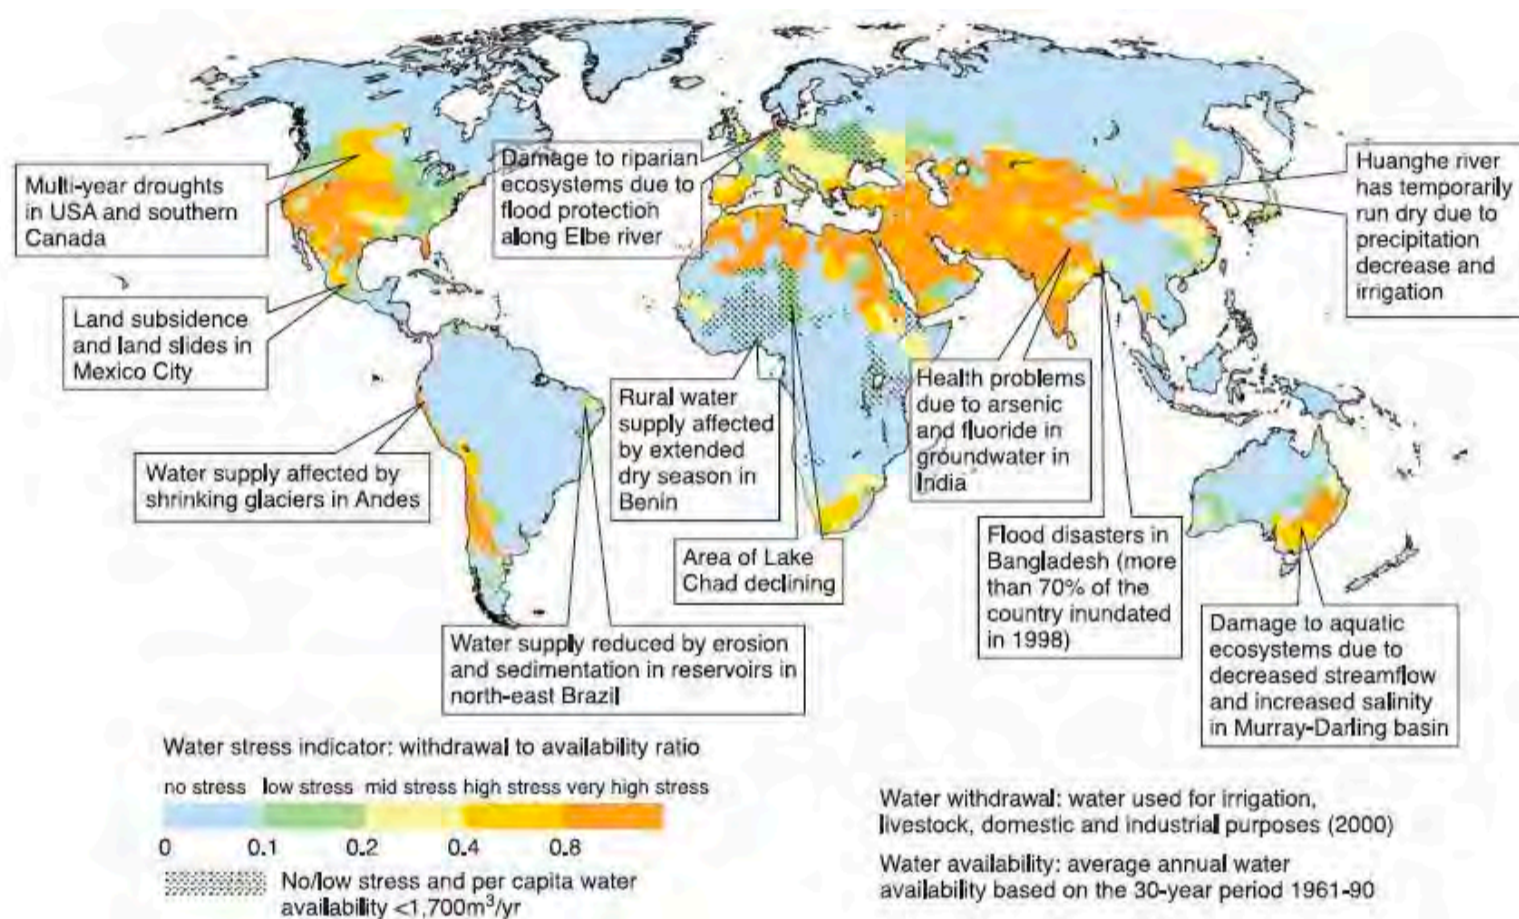 Multi-year droughts
in USA and southern
Canada
Damage to riparian
ecosystems due to
flood protection
along Elbe river
Huanghe river
has temporarily
run dry due to
precipitation
decrease and
irrigation
Land subsidence
and land slides in
Mexico City
Water supply affected by
shrinking glaciers in Andes
Rural water
supply affected
by extended
dry season in
Benin
Health problems
due to arsenic
and fluoride in
groundwater in
India
Area of Lake
Chad declining
Flood disasters in
Bangladesh (more
than 70% of the
country inundated
in 1998)
Water supply reduced by erosion
and sedimentation in reservoirs in
north-east Brazil
Damage to aquatic
ecosystems due to
decreased streamflow
and increased salinity
in Murray-Darling basin
Water stress indicator: withdrawal to availability ratio
no stress low stress mid stress high stress very high stress
0 0.1 0.2 0.4 0.8
No/low stress and per capita water
availability <1,700m³/yr
Water withdrawal: water used for irrigation,
livestock, domestic and industrial purposes (2000)
Water availability: average annual water
availability based on the 30-year period 1961-90